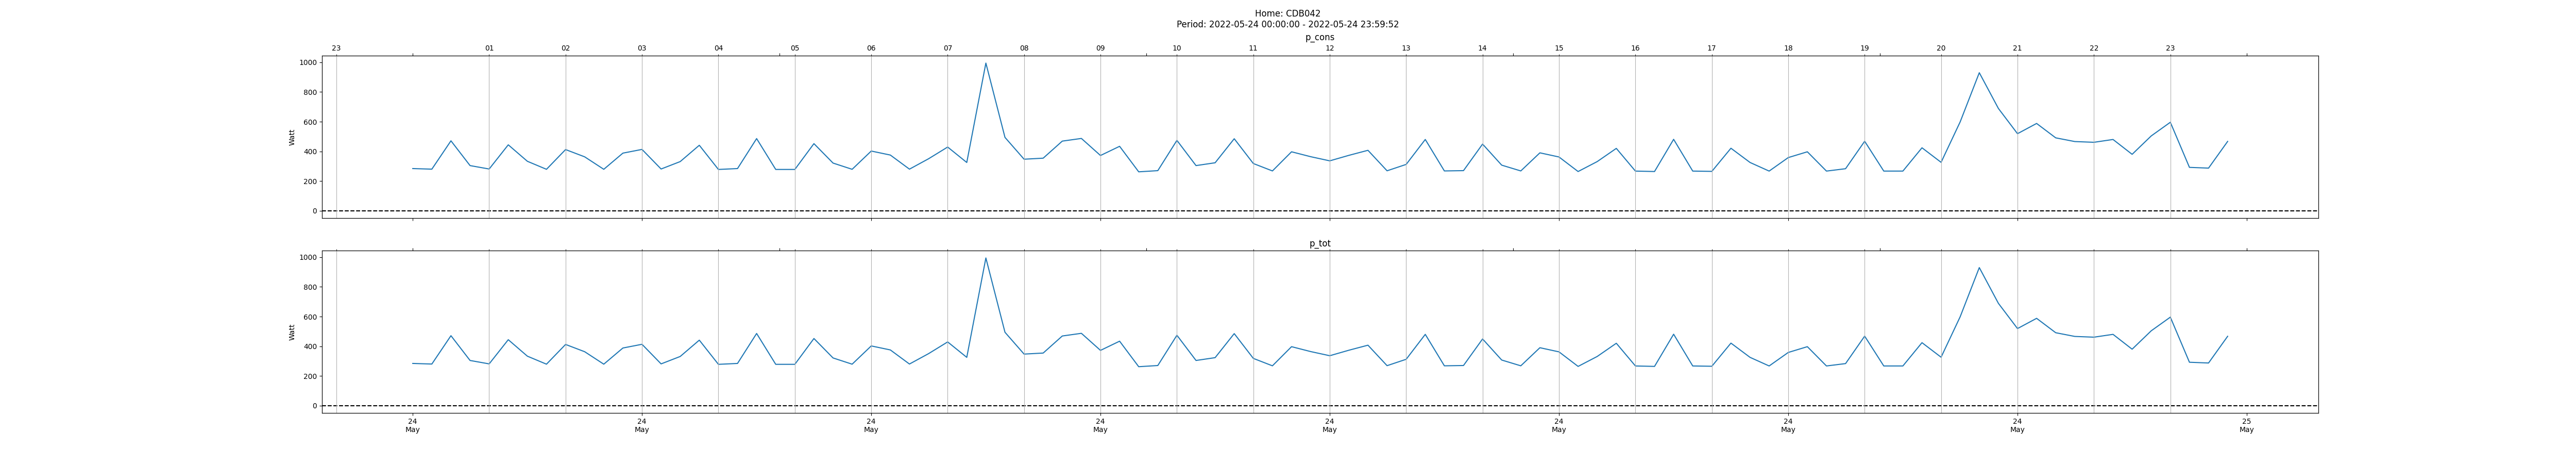 Home: CDB042
Period: 2022-05-24 00:00:00 - 2022-05-24 23:59:52
p_cons
23 01 02 03 04 05 06 07 08 09 10 11 12 13 14 15 16 17 18 19 20 21 22 23
1000
800
600
400
200
0
Watt
p_tot
1000
800
600
400
200
0
Watt
24 24 24 24 24 24 24 24 25
May May May May May May May May May